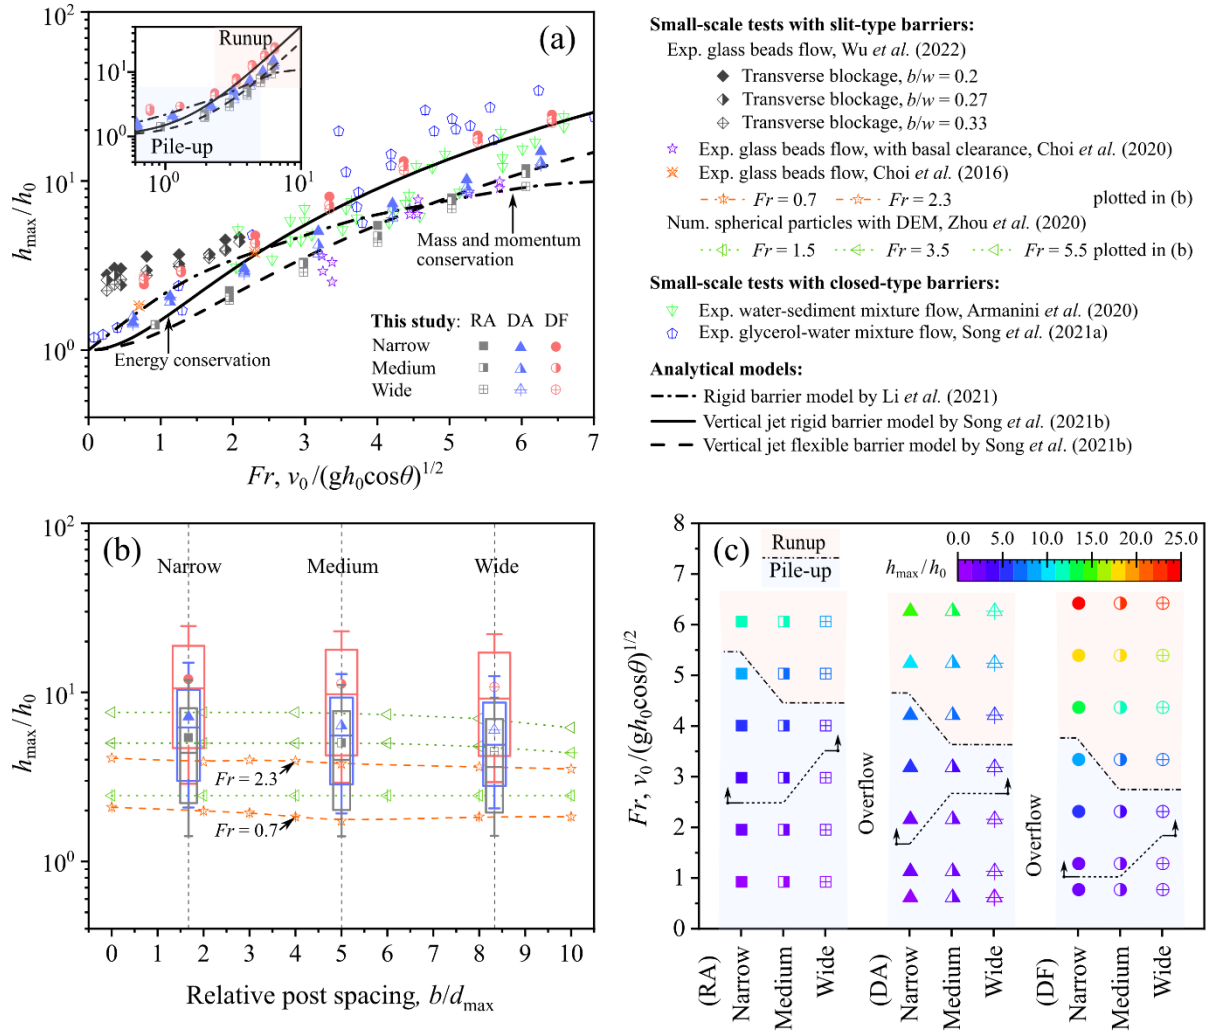 (a)
Runup
Pile-up
10⁰
10¹
10⁰
10¹
10²
10¹
10⁰
h_max/h₀
Mass and momentum
conservation
Energy conservation
This study: RA DA DF
Narrow
Medium
Wide
0 1 2 3 4 5 6 7
Fr, v₀/(gh₀cosθ)^1/2
Small-scale tests with slit-type barriers:
Exp. glass beads flow, Wu et al. (2022)
Transverse blockage, b/w = 0.2
Transverse blockage, b/w = 0.27
Transverse blockage, b/w = 0.33
Exp. glass beads flow, with basal clearance, Choi et al. (2020)
Exp. glass beads flow, Choi et al. (2016)
Fr = 0.7 Fr = 2.3 plotted in (b)
Num. spherical particles with DEM, Zhou et al. (2020)
Fr = 1.5 Fr = 3.5 Fr = 5.5 plotted in (b)
Small-scale tests with closed-type barriers:
Exp. water-sediment mixture flow, Armanini et al. (2020)
Exp. glycerol-water mixture flow, Song et al. (2021a)
Analytical models:
Rigid barrier model by Li et al. (2021)
Vertical jet rigid barrier model by Song et al. (2021b)
Vertical jet flexible barrier model by Song et al. (2021b)
(b)
Narrow Medium Wide
10²
10¹
10⁰
h_max/h₀
Fr = 2.3
Fr = 0.7
0 1 2 3 4 5 6 7 8 9 10
Relative post spacing, b/d_max
(c)
Runup
Pile-up
0.0 5.0 10.0 15.0 20.0 25.0
h_max/h₀
8
7
6
5
4
3
2
1
0
Fr, v₀/(gh₀cosθ)^1/2
Overflow
Overflow
(RA)
Narrow
Medium
Wide
(DA)
Narrow
Medium
Wide
(DF)
Narrow
Medium
Wide